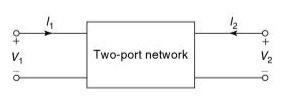 I1 I2
+ +
V1 Two-port network V2
− −